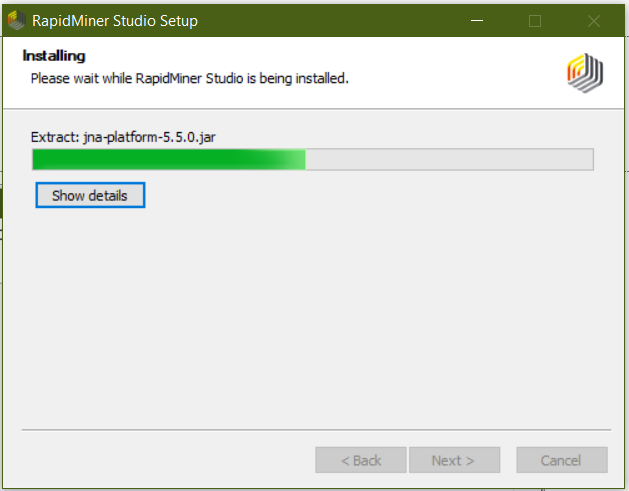 RapidMiner Studio Setup
Installing
Please wait while RapidMiner Studio is being installed.
Extract: jna-platform-5.5.0.jar
Show details
< Back Next > Cancel